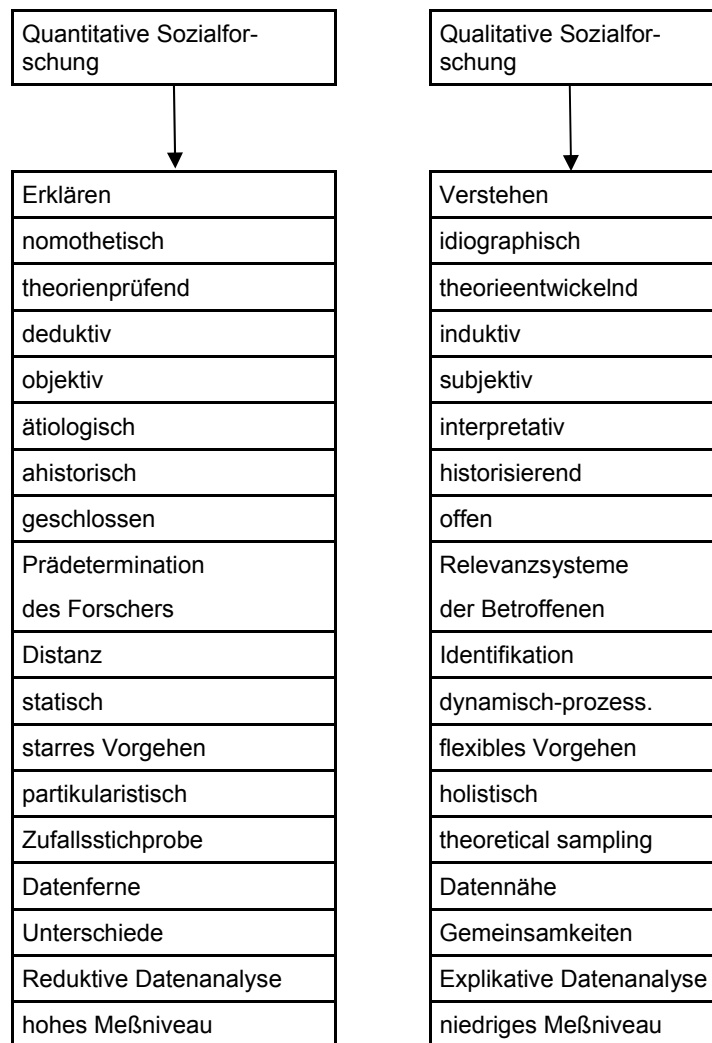 Quantitative Sozialfor-
schung
Erklären
nomothetisch
theorienprüfend
deduktiv
objektiv
ätiologisch
ahistorisch
geschlossen
Prädetermination
des Forschers
Distanz
statisch
starres Vorgehen
partikularistisch
Zufallsstichprobe
Datenferne
Unterschiede
Reduktive Datenanalyse
hohes Meßniveau
Qualitative Sozialfor-
schung
Verstehen
idiographisch
theorieentwickelnd
induktiv
subjektiv
interpretativ
historisierend
offen
Relevanzsysteme
der Betroffenen
Identifikation
dynamisch-prozess.
flexibles Vorgehen
holistisch
theoretical sampling
Datennähe
Gemeinsamkeiten
Explikative Datenanalyse
niedriges Meßniveau